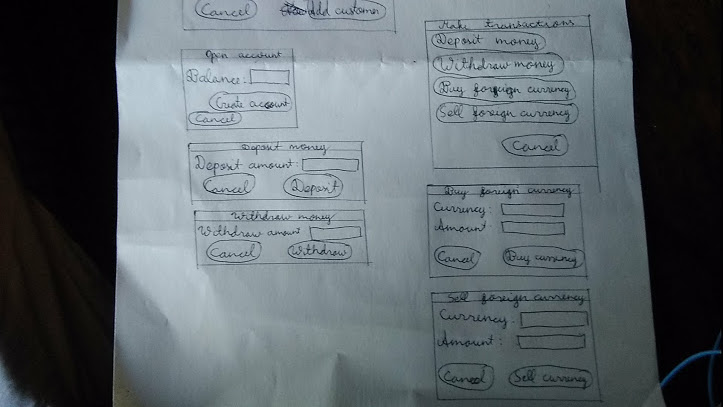 Cancel
add customer
Open account
Balance:
Create account
Cancel
Deposit money
Deposit amount:
Cancel Deposit
Withdraw money
Withdraw amount
Cancel Withdraw
Make transactions
Deposit money
Withdraw money
Buy foreign currency
Sell foreign currency
Cancel
Buy foreign currency
Currency:
Amount:
Cancel Buy currency
Sell foreign currency
Currency:
Amount:
Cancel Sell currency